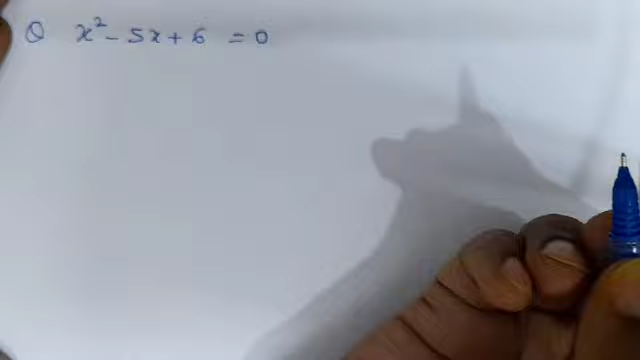 Q x² - 5x + 6 = 0